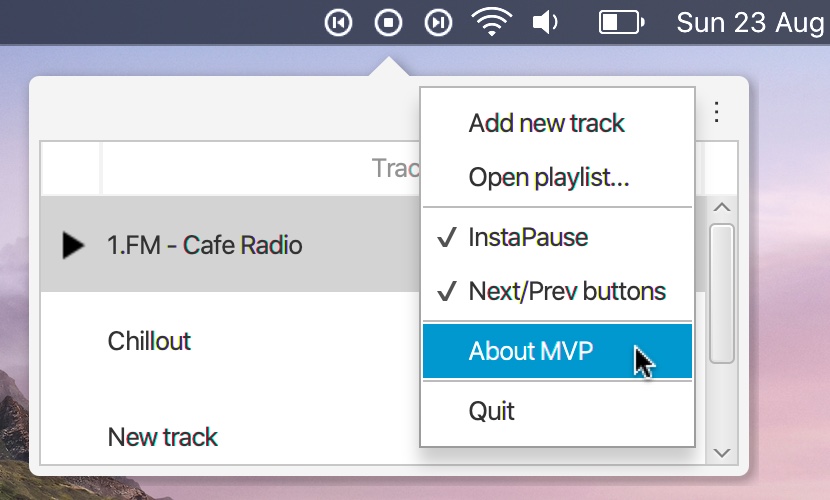 Sun 23 Aug
Trac
Add new track
Open playlist...
1.FM - Cafe Radio
InstaPause
Next/Prev buttons
Chillout
About MVP
New track
Quit